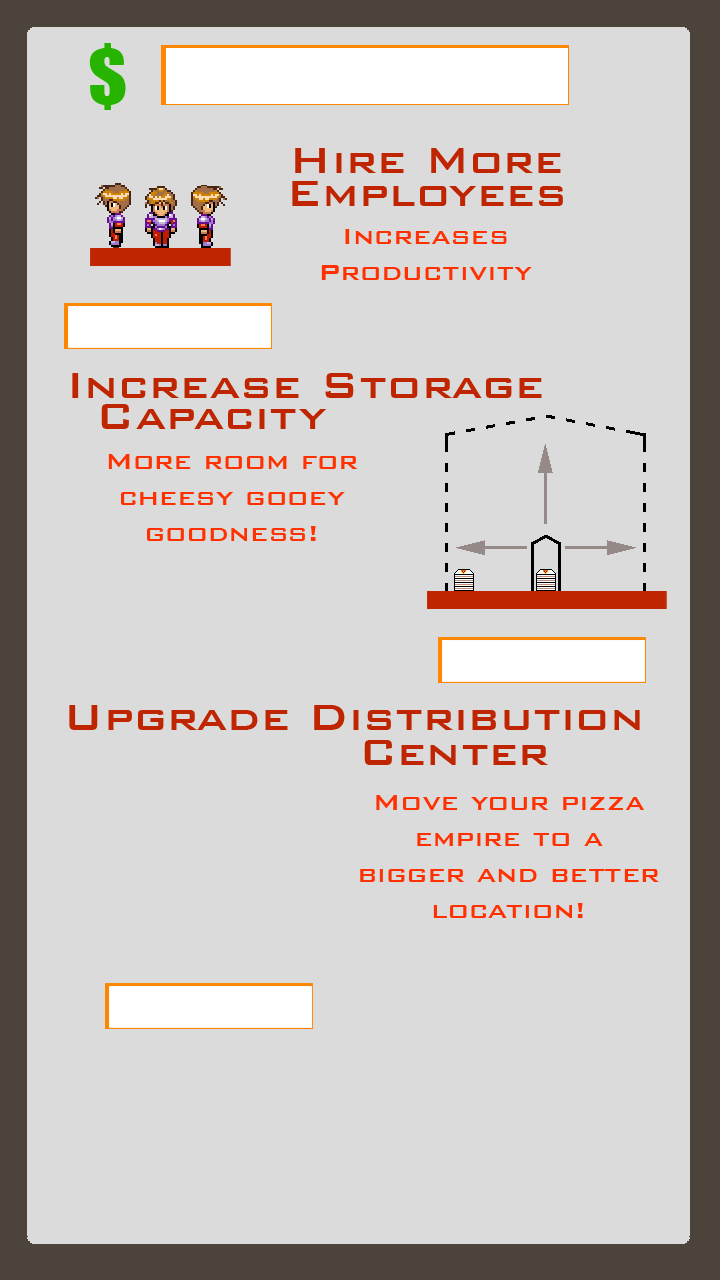 $
Hire More
Employees
Increases
Productivity
Increase Storage
Capacity
More room for
cheesy gooey
goodness!
Upgrade Distribution
Center
Move your pizza
empire to a
bigger and better
location!